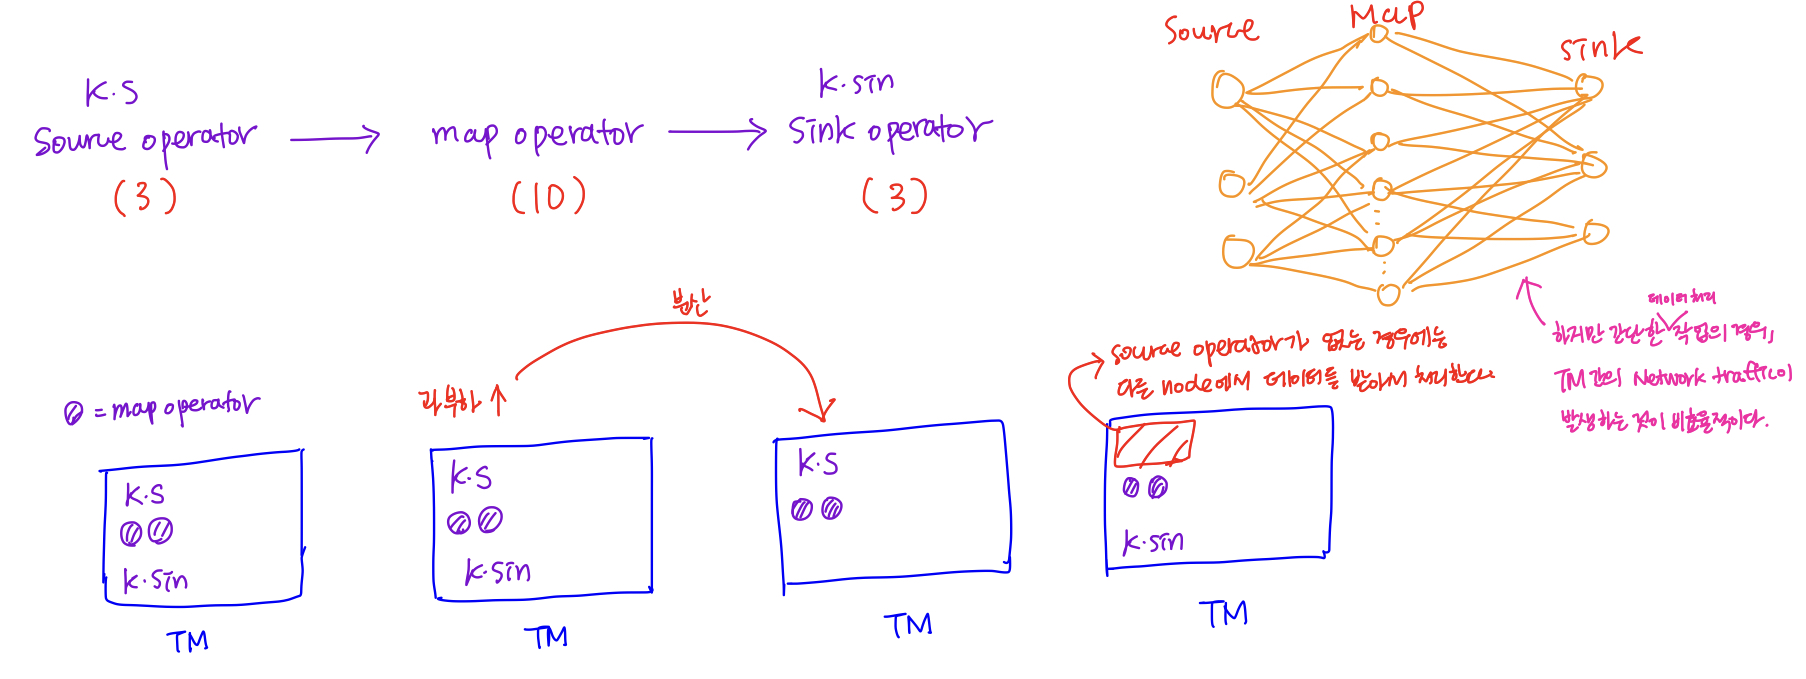 K.S
Source operator
(3)
map operator
(10)
K.sin
Sink operator
(3)
Source
Map
Sink
분산
과부하 ↑
= map operator
source operator가 없는 경우에는
다른 node에서 데이터를 받아서 처리한다.
데이터처리
하지만 간단한 작업의 경우,
TM 간의 Network traffic이
발생하는 것이 비효율적이다.
K.S
K.sin
TM
K.S
K.sin
TM
K.S
TM
K.sin
TM